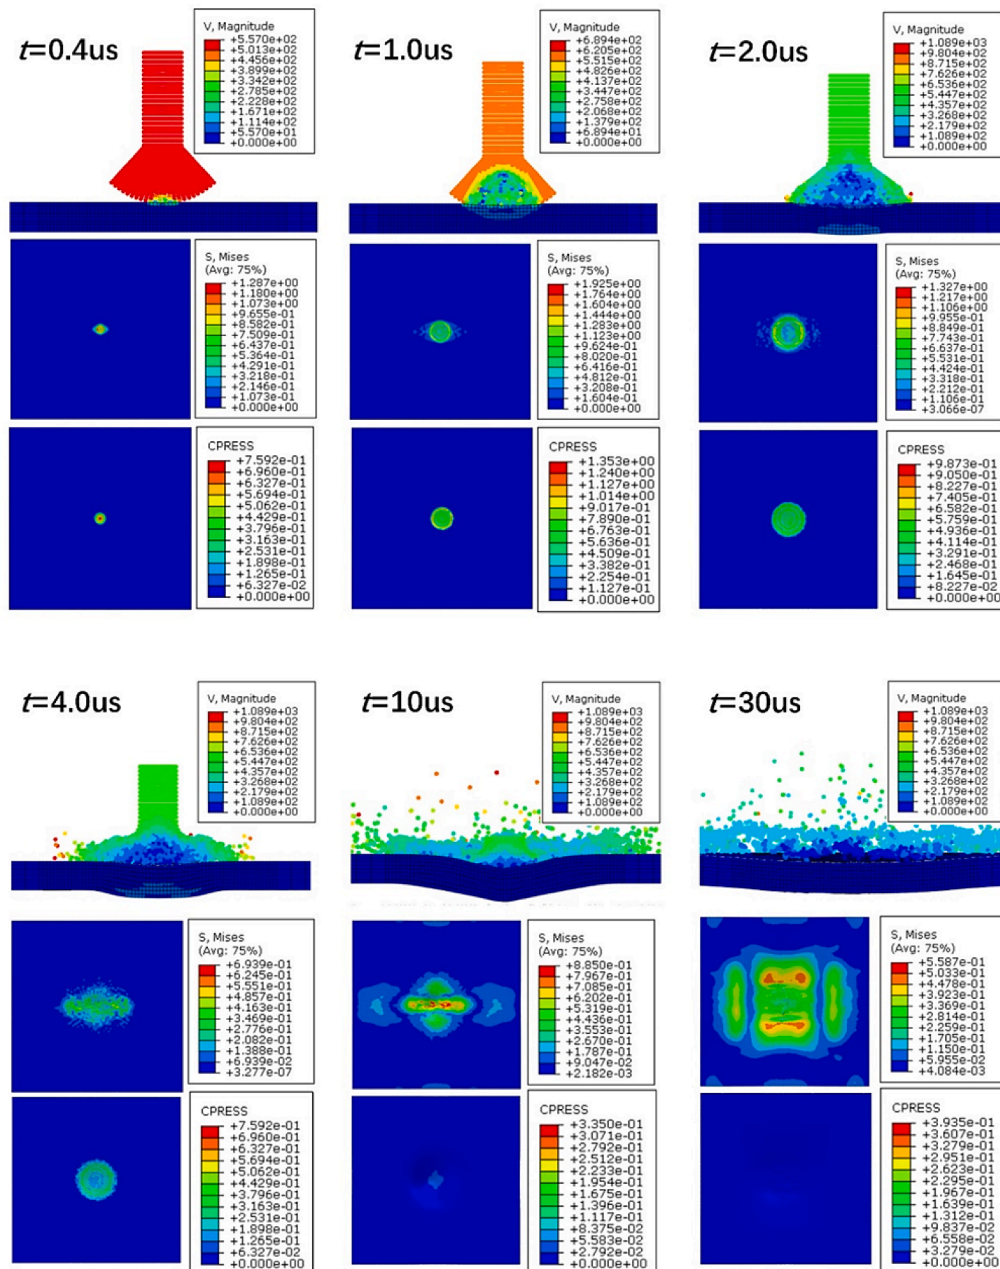 t=0.4us
V, Magnitude
+5.570e+02
+5.013e+02
+4.456e+02
+3.899e+02
+3.342e+02
+2.785e+02
+2.228e+02
+1.671e+02
+1.114e+02
+5.570e+01
+0.000e+00
t=1.0us
V, Magnitude
+6.894e+02
+6.205e+02
+5.515e+02
+4.826e+02
+4.137e+02
+3.447e+02
+2.758e+02
+2.068e+02
+1.379e+02
+6.894e+01
+0.000e+00
t=2.0us
V, Magnitude
+1.089e+03
+9.804e+02
+8.715e+02
+7.626e+02
+6.536e+02
+5.447e+02
+4.357e+02
+3.268e+02
+2.179e+02
+1.089e+02
+0.000e+00
S, Mises
(Avg: 75%)
+1.287e+00
+1.180e+00
+1.073e+00
+9.655e-01
+8.582e-01
+7.509e-01
+6.437e-01
+5.364e-01
+4.291e-01
+3.218e-01
+2.146e-01
+1.073e-01
+0.000e+00
S, Mises
(Avg: 75%)
+1.925e+00
+1.764e+00
+1.604e+00
+1.444e+00
+1.283e+00
+1.123e+00
+9.624e-01
+8.020e-01
+6.416e-01
+4.812e-01
+3.208e-01
+1.604e-01
+0.000e+00
S, Mises
(Avg: 75%)
+1.327e+00
+1.217e+00
+1.106e+00
+9.955e-01
+8.849e-01
+7.743e-01
+6.637e-01
+5.531e-01
+4.424e-01
+3.318e-01
+2.212e-01
+1.106e-01
+3.066e-07
CPRESS
+7.592e-01
+6.960e-01
+6.327e-01
+5.694e-01
+5.062e-01
+4.429e-01
+3.796e-01
+3.163e-01
+2.531e-01
+1.898e-01
+1.265e-01
+6.327e-02
+0.000e+00
CPRESS
+1.353e+00
+1.240e+00
+1.127e+00
+1.014e+00
+9.017e-01
+7.890e-01
+6.763e-01
+5.636e-01
+4.509e-01
+3.382e-01
+2.254e-01
+1.127e-01
+0.000e+00
CPRESS
+9.873e-01
+9.050e-01
+8.227e-01
+7.405e-01
+6.582e-01
+5.759e-01
+4.936e-01
+4.114e-01
+3.291e-01
+2.468e-01
+1.645e-01
+8.227e-02
+0.000e+00
t=4.0us
V, Magnitude
+1.089e+03
+9.804e+02
+8.715e+02
+7.626e+02
+6.536e+02
+5.447e+02
+4.357e+02
+3.268e+02
+2.179e+02
+1.089e+02
+0.000e+00
t=10us
V, Magnitude
+1.089e+03
+9.804e+02
+8.715e+02
+7.626e+02
+6.536e+02
+5.447e+02
+4.357e+02
+3.268e+02
+2.179e+02
+1.089e+02
+0.000e+00
t=30us
V, Magnitude
+1.089e+03
+9.804e+02
+8.715e+02
+7.626e+02
+6.536e+02
+5.447e+02
+4.357e+02
+3.268e+02
+2.179e+02
+1.089e+02
+0.000e+00
S, Mises
(Avg: 75%)
+6.939e-01
+6.245e-01
+5.551e-01
+4.857e-01
+4.163e-01
+3.469e-01
+2.776e-01
+2.082e-01
+1.388e-01
+6.939e-02
+3.277e-07
S, Mises
(Avg: 75%)
+8.850e-01
+7.967e-01
+7.085e-01
+6.202e-01
+5.319e-01
+4.436e-01
+3.553e-01
+2.670e-01
+1.787e-01
+9.047e-02
+2.182e-03
S, Mises
(Avg: 75%)
+5.587e-01
+5.033e-01
+4.478e-01
+3.923e-01
+3.369e-01
+2.814e-01
+2.259e-01
+1.705e-01
+1.150e-01
+5.955e-02
+4.084e-03
CPRESS
+7.592e-01
+6.960e-01
+6.327e-01
+5.694e-01
+5.062e-01
+4.429e-01
+3.796e-01
+3.163e-01
+2.531e-01
+1.898e-01
+1.265e-01
+6.327e-02
+0.000e+00
CPRESS
+3.350e-01
+3.071e-01
+2.792e-01
+2.512e-01
+2.233e-01
+1.954e-01
+1.675e-01
+1.396e-01
+1.117e-01
+8.375e-02
+5.583e-02
+2.792e-02
+0.000e+00
CPRESS
+3.935e-01
+3.607e-01
+3.279e-01
+2.951e-01
+2.623e-01
+2.295e-01
+1.967e-01
+1.639e-01
+1.312e-01
+9.837e-02
+6.558e-02
+3.279e-02
+0.000e+00